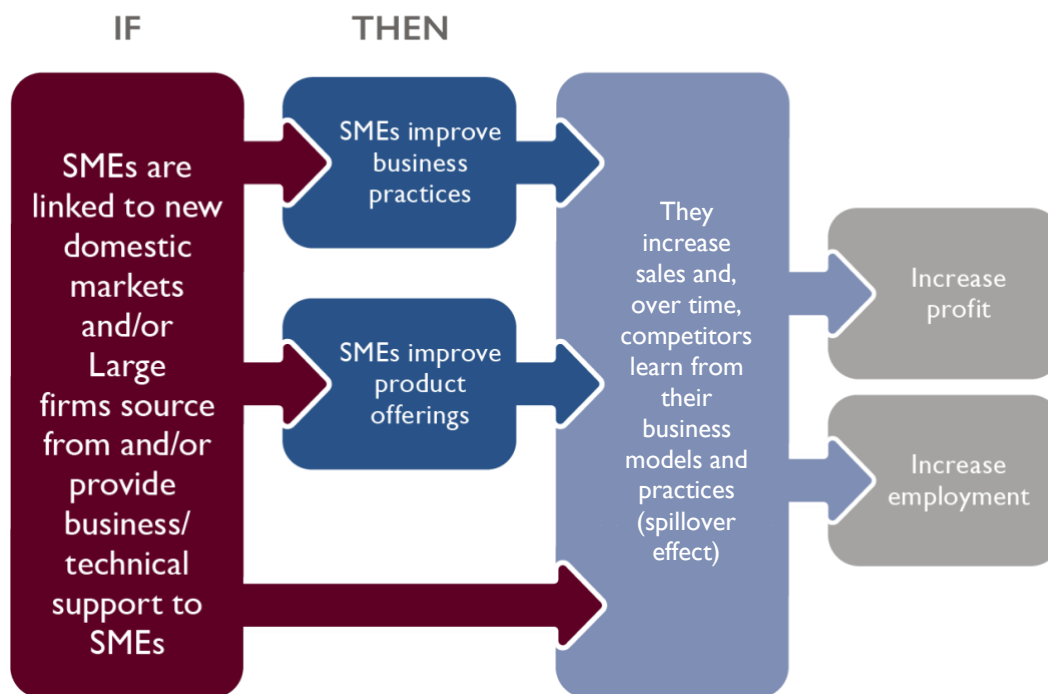 IF
THEN
SMEs are
linked to new
domestic
markets
and/or
Large
firms source
from and/or
provide
business/
technical
support to
SMEs
SMEs improve
business
practices
SMEs improve
product
offerings
They
increase
sales and,
over time,
competitors
learn from
their
business
models and
practices
(spillover
effect)
Increase
profit
Increase
employment